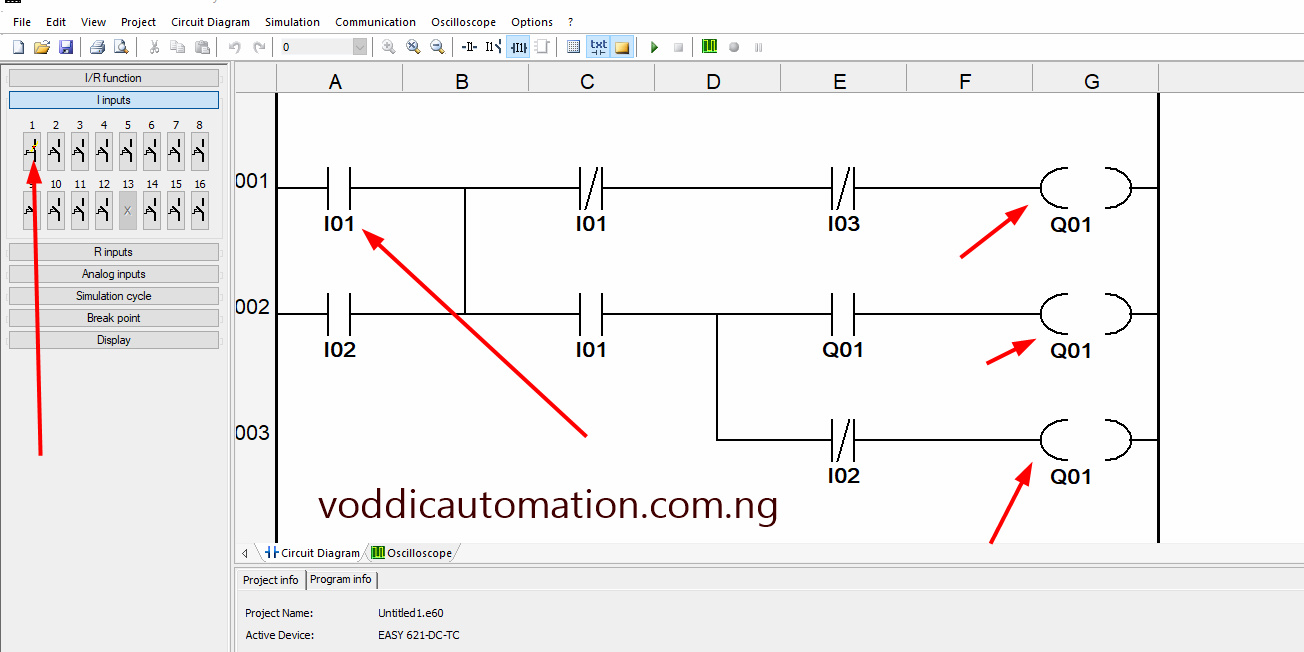 File Edit View Project Circuit Diagram Simulation Communication Oscilloscope Options ?
0
I/R function
I inputs
1 2 3 4 5 6 7 8
10 11 12 13 14 15 16
X
R inputs
Analog inputs
Simulation cycle
Break point
Display
A B C D E F G
001
I01 I01 I03 Q01
002
I02 I01 Q01 Q01
003
I02 Q01
voddicautomation.com.ng
Circuit Diagram Oscilloscope
Project info Program info
Project Name: Untitled1.e60
Active Device: EASY 621-DC-TC